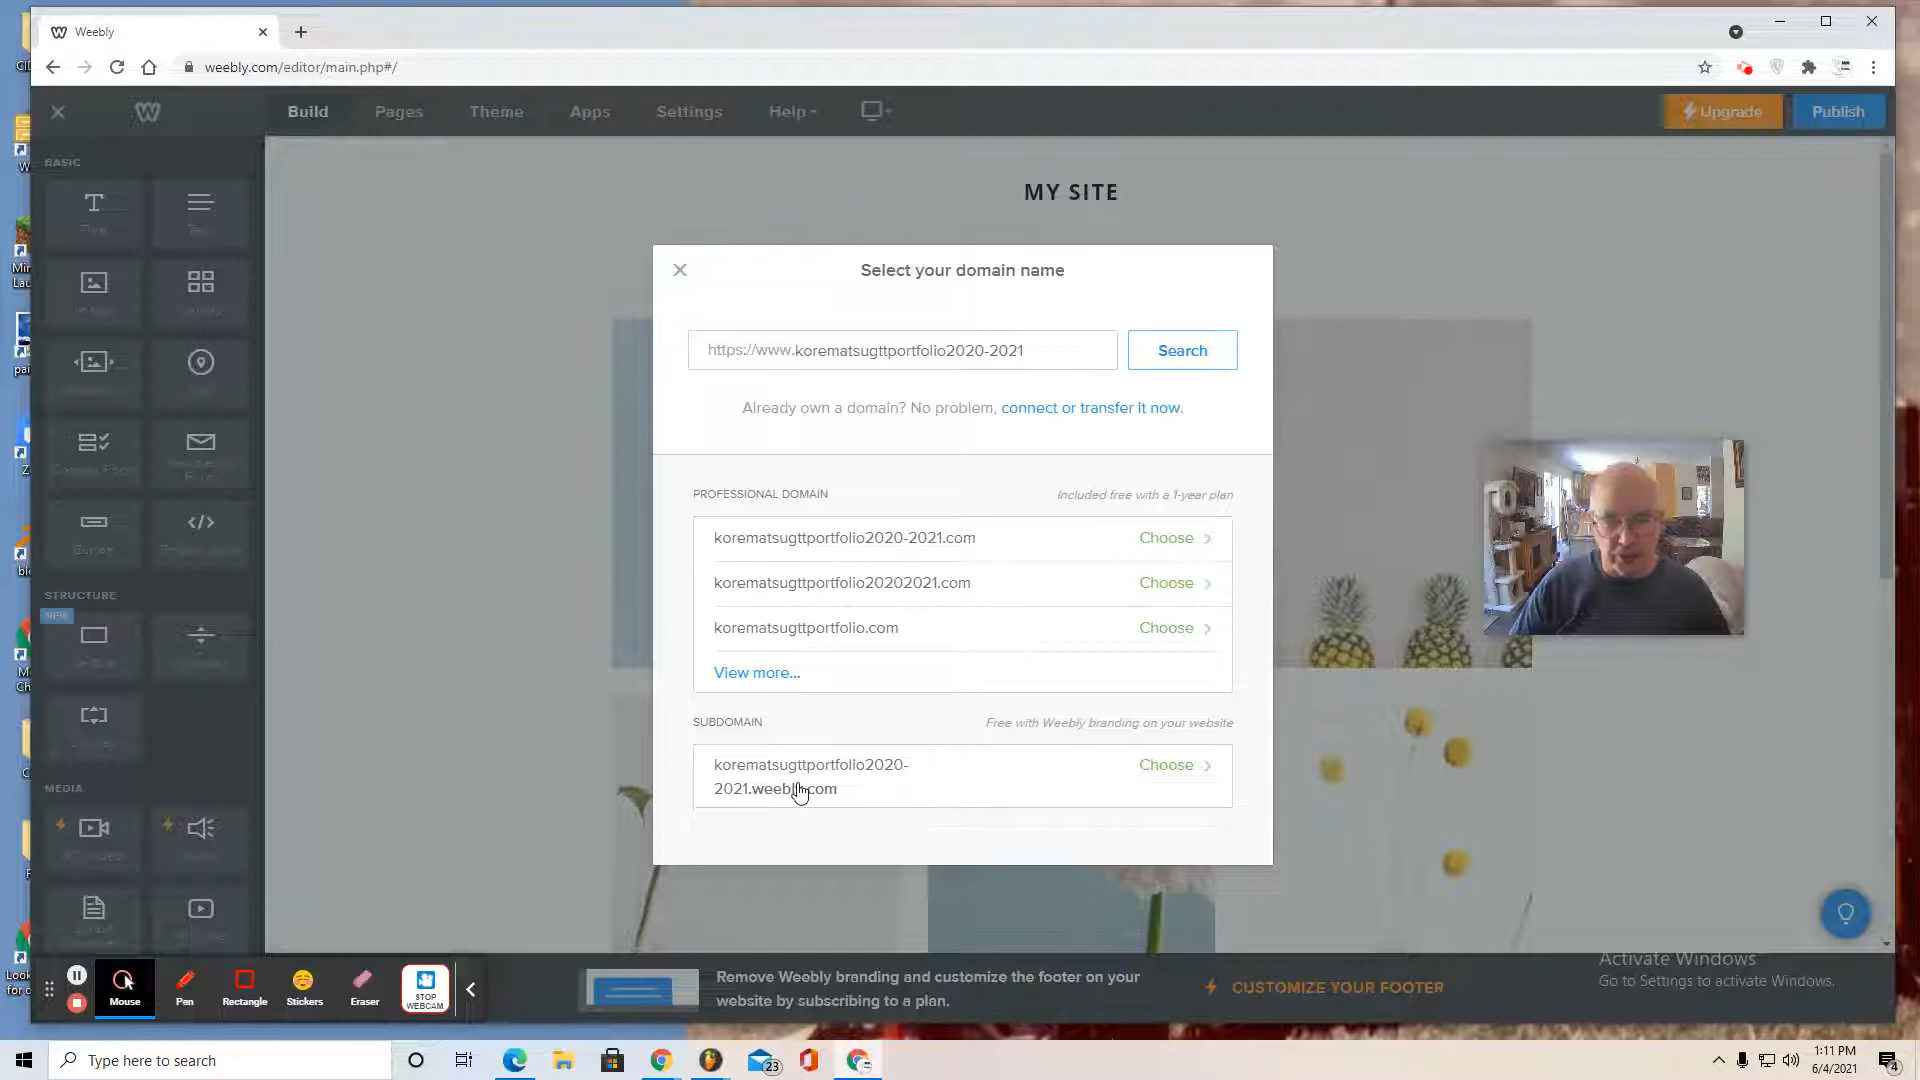 Weebly
weebly.com/editor/main.php#/
Build Pages Theme Apps Settings Help Upgrade Publish
BASIC
MY SITE
Select your domain name
https://www.korematsugttportfolio2020-2021 Search
Already own a domain? No problem, connect or transfer it now.
PROFESSIONAL DOMAIN Included free with a 1-year plan
korematsugttportfolio2020-2021.com Choose
korematsugttportfolio20202021.com Choose
korematsugttportfolio.com Choose
View more...
SUBDOMAIN Free with Weebly branding on your website
korematsugttportfolio2020- Choose
2021.weebly.com
STRUCTURE
NEW
MEDIA
Mouse Pen Rectangle Stickers Eraser STOP
WEBCAM
Remove Weebly branding and customize the footer on your
website by subscribing to a plan.
CUSTOMIZE YOUR FOOTER
Activate Windows
Go to Settings to activate Windows.
Type here to search
23
1:11 PM
6/4/2021
4